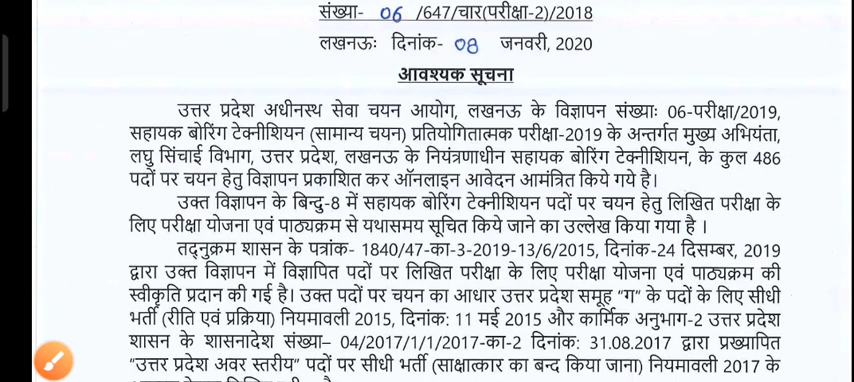 संख्या- 06 /647/चार(परीक्षा-2)/2018
लखनऊः दिनांक- 08 जनवरी, 2020
आवश्यक सूचना
उत्तर प्रदेश अधीनस्थ सेवा चयन आयोग, लखनऊ के विज्ञापन संख्याः 06-परीक्षा/2019,
सहायक बोरिंग टेक्नीशियन (सामान्य चयन) प्रतियोगितात्मक परीक्षा-2019 के अन्तर्गत मुख्य अभियंता,
लघु सिंचाई विभाग, उत्तर प्रदेश, लखनऊ के नियंत्रणाधीन सहायक बोरिंग टेक्नीशियन, के कुल 486
पदों पर चयन हेतु विज्ञापन प्रकाशित कर ऑनलाइन आवेदन आमंत्रित किये गये है।
उक्त विज्ञापन के बिन्दु-8 में सहायक बोरिंग टेक्नीशियन पदों पर चयन हेतु लिखित परीक्षा के
लिए परीक्षा योजना एवं पाठ्यक्रम से यथासमय सूचित किये जाने का उल्लेख किया गया है ।
तद्नुक्रम शासन के पत्रांक- 1840/47-का-3-2019-13/6/2015, दिनांक-24 दिसम्बर, 2019
द्वारा उक्त विज्ञापन में विज्ञापित पदों पर लिखित परीक्षा के लिए परीक्षा योजना एवं पाठ्यक्रम की
स्वीकृति प्रदान की गई है। उक्त पदों पर चयन का आधार उत्तर प्रदेश समूह "ग" के पदों के लिए सीधी
भर्ती (रीति एवं प्रक्रिया) नियमावली 2015, दिनांक: 11 मई 2015 और कार्मिक अनुभाग-2 उत्तर प्रदेश
शासन के शासनादेश संख्या– 04/2017/1/1/2017-का-2 दिनांक: 31.08.2017 द्वारा प्रख्यापित
"उत्तर प्रदेश अवर स्तरीय" पदों पर सीधी भर्ती (साक्षात्कार का बन्द किया जाना) नियमावली 2017 के